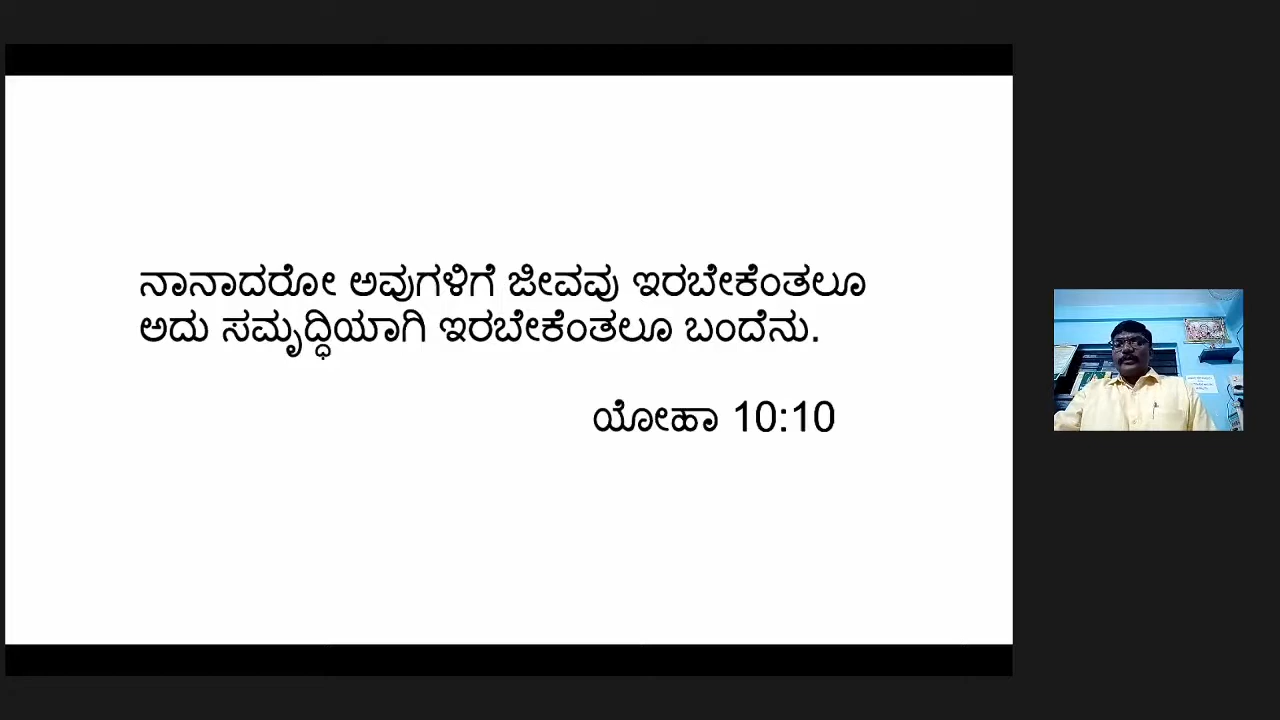 ನಾನಾದರೋ ಅವುಗಳಿಗೆ ಜೀವವು ಇರಬೇಕೆಂತಲೂ
ಅದು ಸಮೃದ್ಧಿಯಾಗಿ ಇರಬೇಕೆಂತಲೂ ಬಂದೆನು.
ಯೋಹಾ 10:10